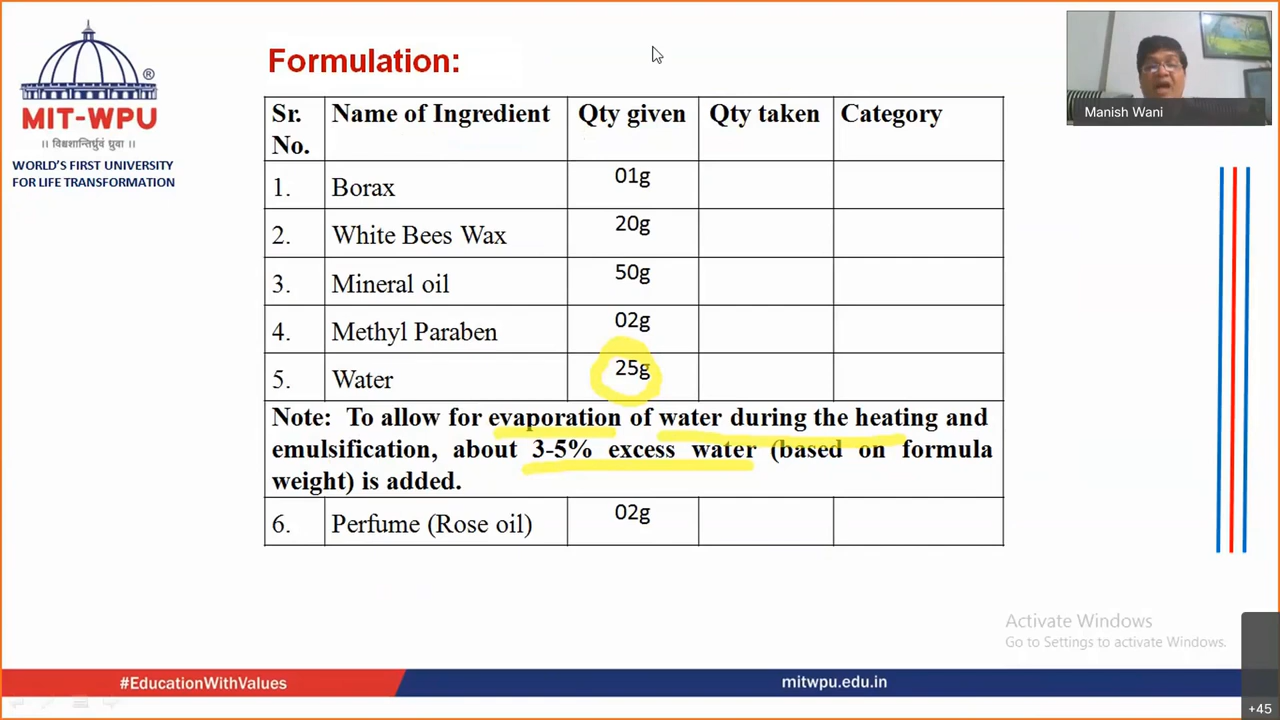 Formulation:
MIT-WPU
®
।। विश्वशान्तिर्ध्रुवं ध्रुवा ।।
WORLD'S FIRST UNIVERSITY
FOR LIFE TRANSFORMATION
Manish Wani
Sr. No. Name of Ingredient Qty given Qty taken Category
1. Borax 01g
2. White Bees Wax 20g
3. Mineral oil 50g
4. Methyl Paraben 02g
5. Water 25g
Note: To allow for evaporation of water during the heating and
emulsification, about 3-5% excess water (based on formula
weight) is added.
6. Perfume (Rose oil) 02g
Activate Windows
Go to Settings to activate Windows.
#EducationWithValues
mitwpu.edu.in
+45